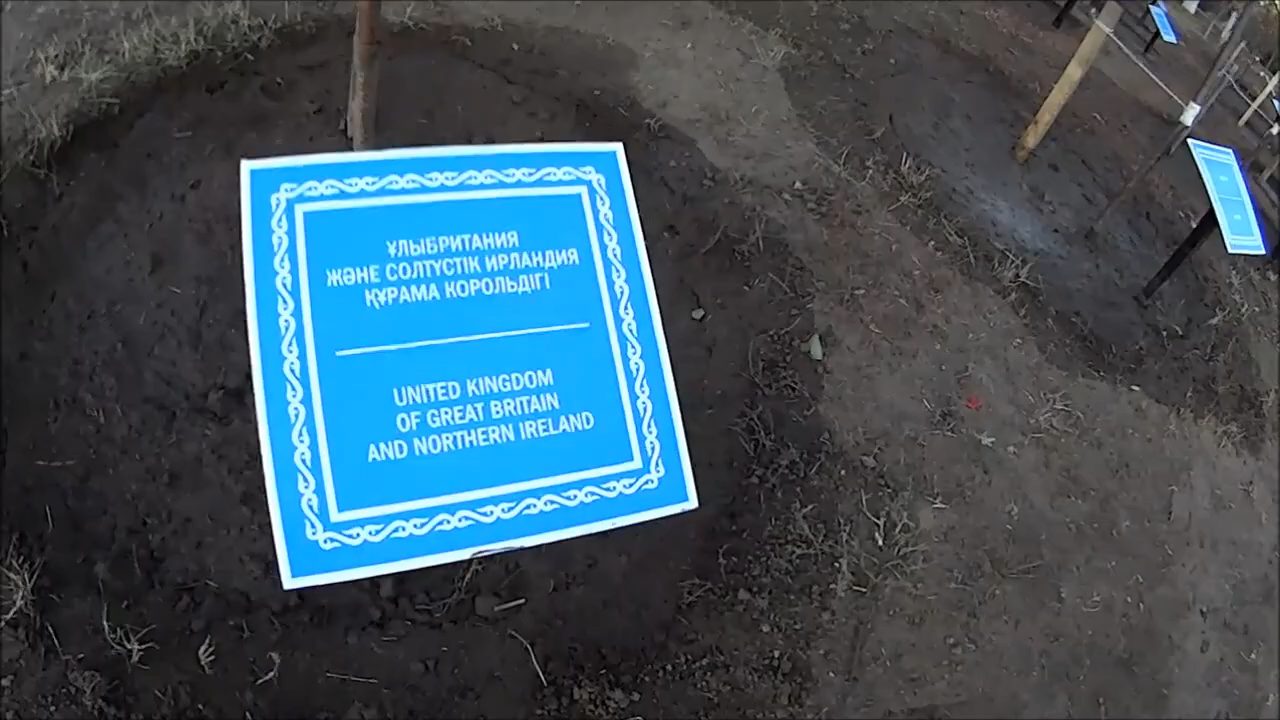 ҰЛЫБРИТАНИЯ
ЖӘНЕ СОЛТҮСТІК ИРЛАНДИЯ
ҚҰРАМА КОРОЛЬДІГІ
UNITED KINGDOM
OF GREAT BRITAIN
AND NORTHERN IRELAND